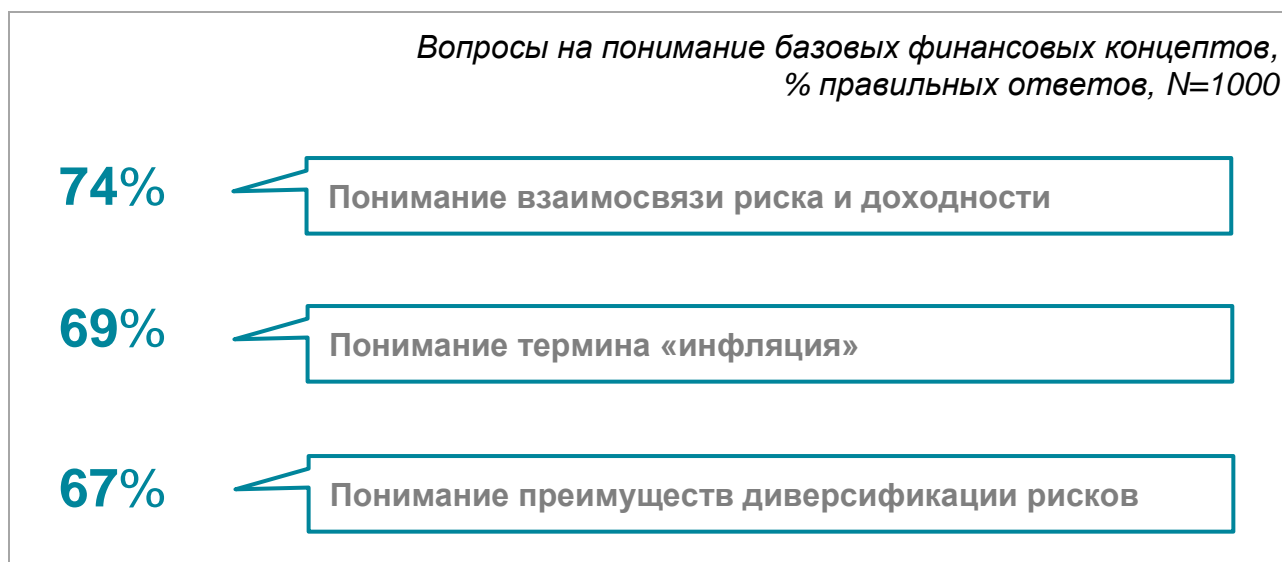 Вопросы на понимание базовых финансовых концептов,
% правильных ответов, N=1000
74%
Понимание взаимосвязи риска и доходности
69%
Понимание термина «инфляция»
67%
Понимание преимуществ диверсификации рисков